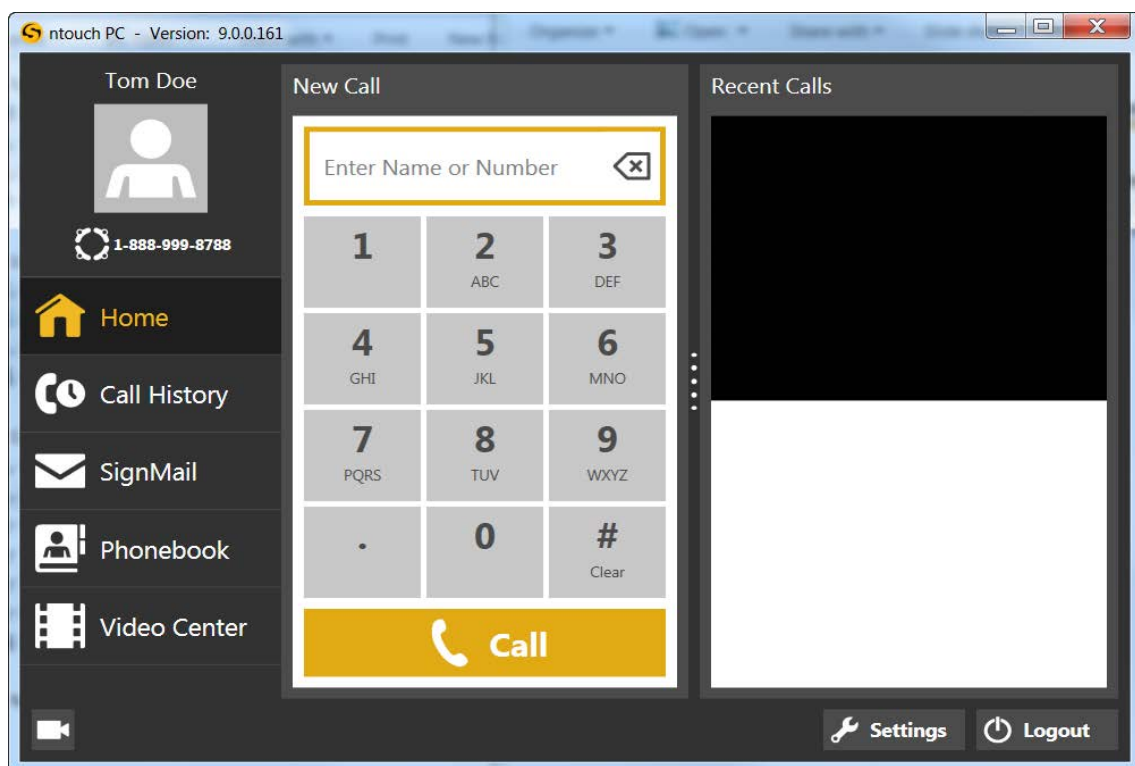 ntouch PC - Version: 9.0.0.161
Tom Doe
1-888-999-8788
Home
Call History
SignMail
Phonebook
Video Center
New Call
Enter Name or Number
1 2 3
ABC DEF
4 5 6
GHI JKL MNO
7 8 9
PQRS TUV WXYZ
. 0 #
Clear
Call
Recent Calls
Settings
Logout